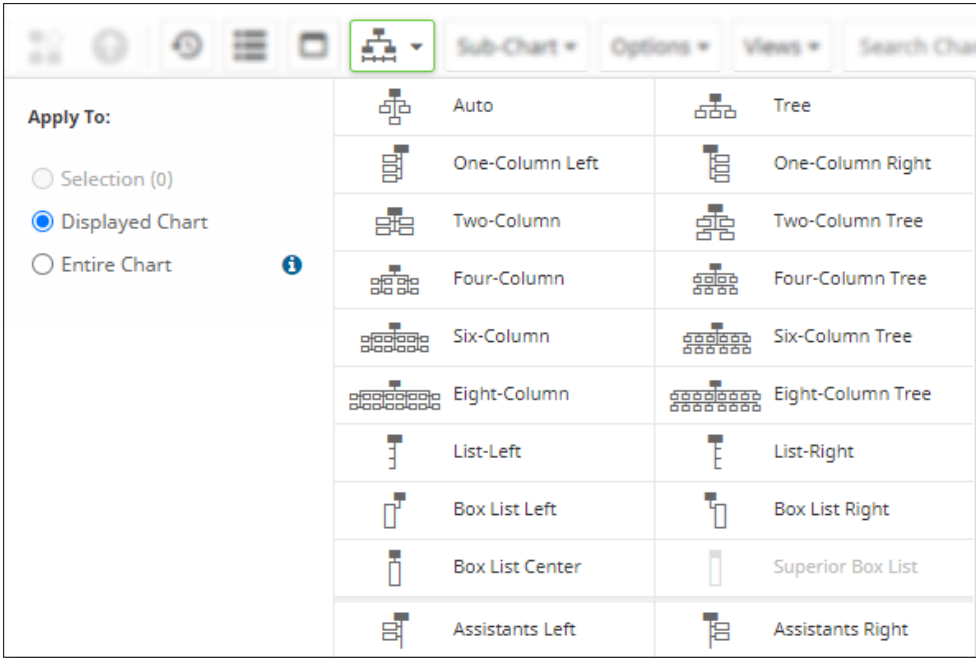 Sub-Chart Options Views Search Char
Apply To:
Selection (0)
Displayed Chart
Entire Chart
Auto Tree
One-Column Left One-Column Right
Two-Column Two-Column Tree
Four-Column Four-Column Tree
Six-Column Six-Column Tree
Eight-Column Eight-Column Tree
List-Left List-Right
Box List Left Box List Right
Box List Center Superior Box List
Assistants Left Assistants Right